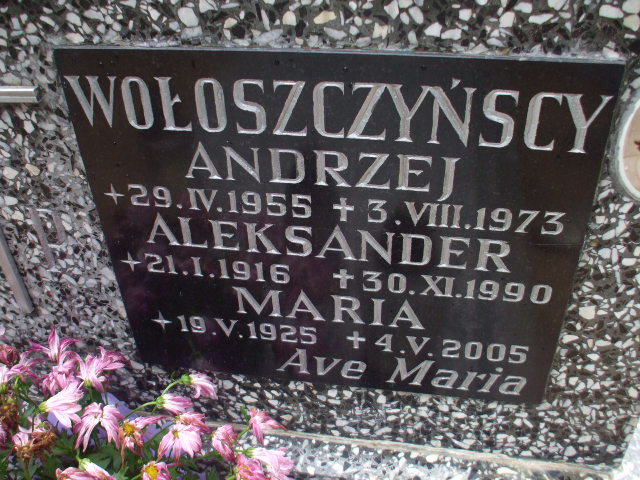 WOŁOSZCZYŃSCY
ANDRZEJ
29.IV.1955 3.VIII.1973
ALEKSANDER
21.I.1916 30.XI.1990
MARIA
19.V.1925 4.V.2005
Ave Maria